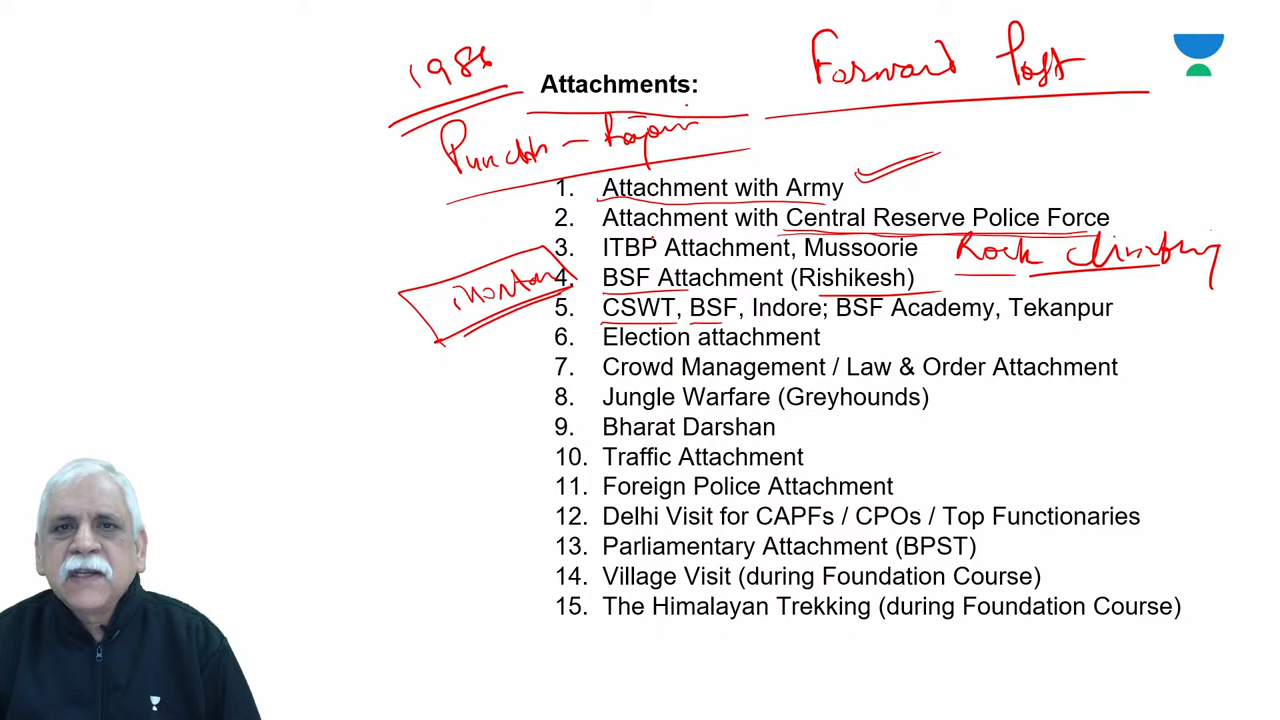 1986
Attachments:
Forward Post
Punchh - Rajouri
1. Attachment with Army
2. Attachment with Central Reserve Police Force
3. ITBP Attachment, Mussoorie
Rock climbing
4. BSF Attachment (Rishikesh)
mortar
5. CSWT, BSF, Indore; BSF Academy, Tekanpur
6. Election attachment
7. Crowd Management / Law & Order Attachment
8. Jungle Warfare (Greyhounds)
9. Bharat Darshan
10. Traffic Attachment
11. Foreign Police Attachment
12. Delhi Visit for CAPFs / CPOs / Top Functionaries
13. Parliamentary Attachment (BPST)
14. Village Visit (during Foundation Course)
15. The Himalayan Trekking (during Foundation Course)